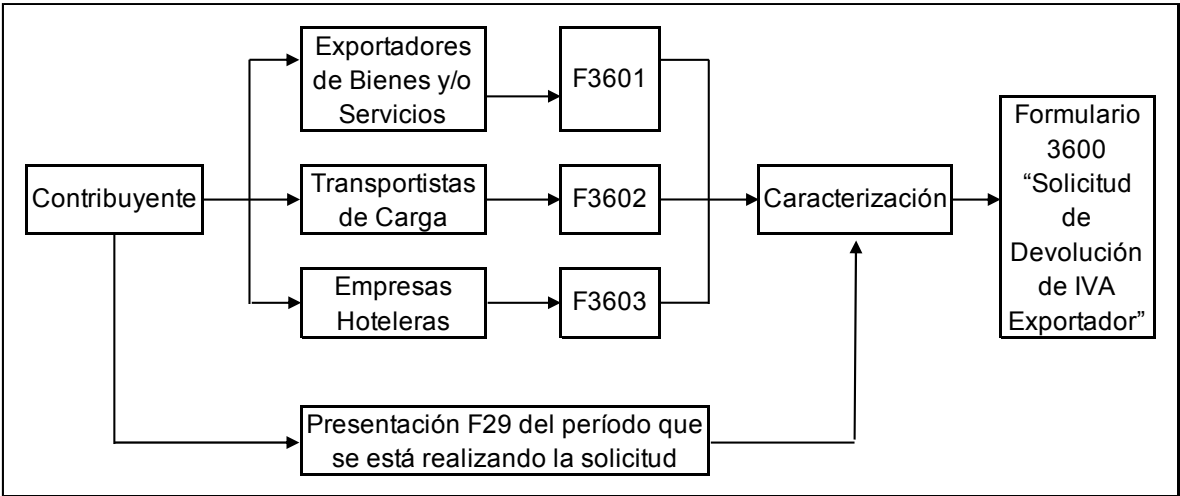 Exportadores
de Bienes y/o
Servicios
F3601
Contribuyente
Transportistas
de Carga
F3602
Caracterización
Empresas
Hoteleras
F3603
Formulario
3600
“Solicitud
de
Devolución
de IVA
Exportador”
Presentación F29 del período que
se está realizando la solicitud